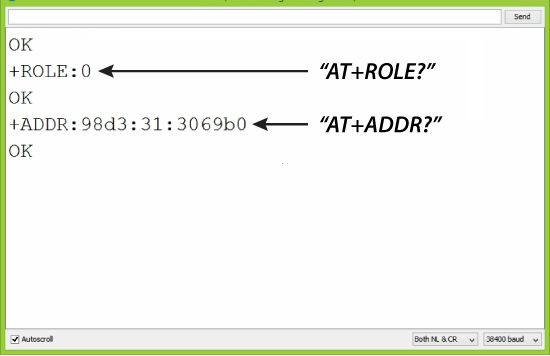 Send
OK
+ROLE:0 “AT+ROLE?”
OK
+ADDR:98d3:31:3069b0 “AT+ADDR?”
OK
Autoscroll Both NL & CR 38400 baud